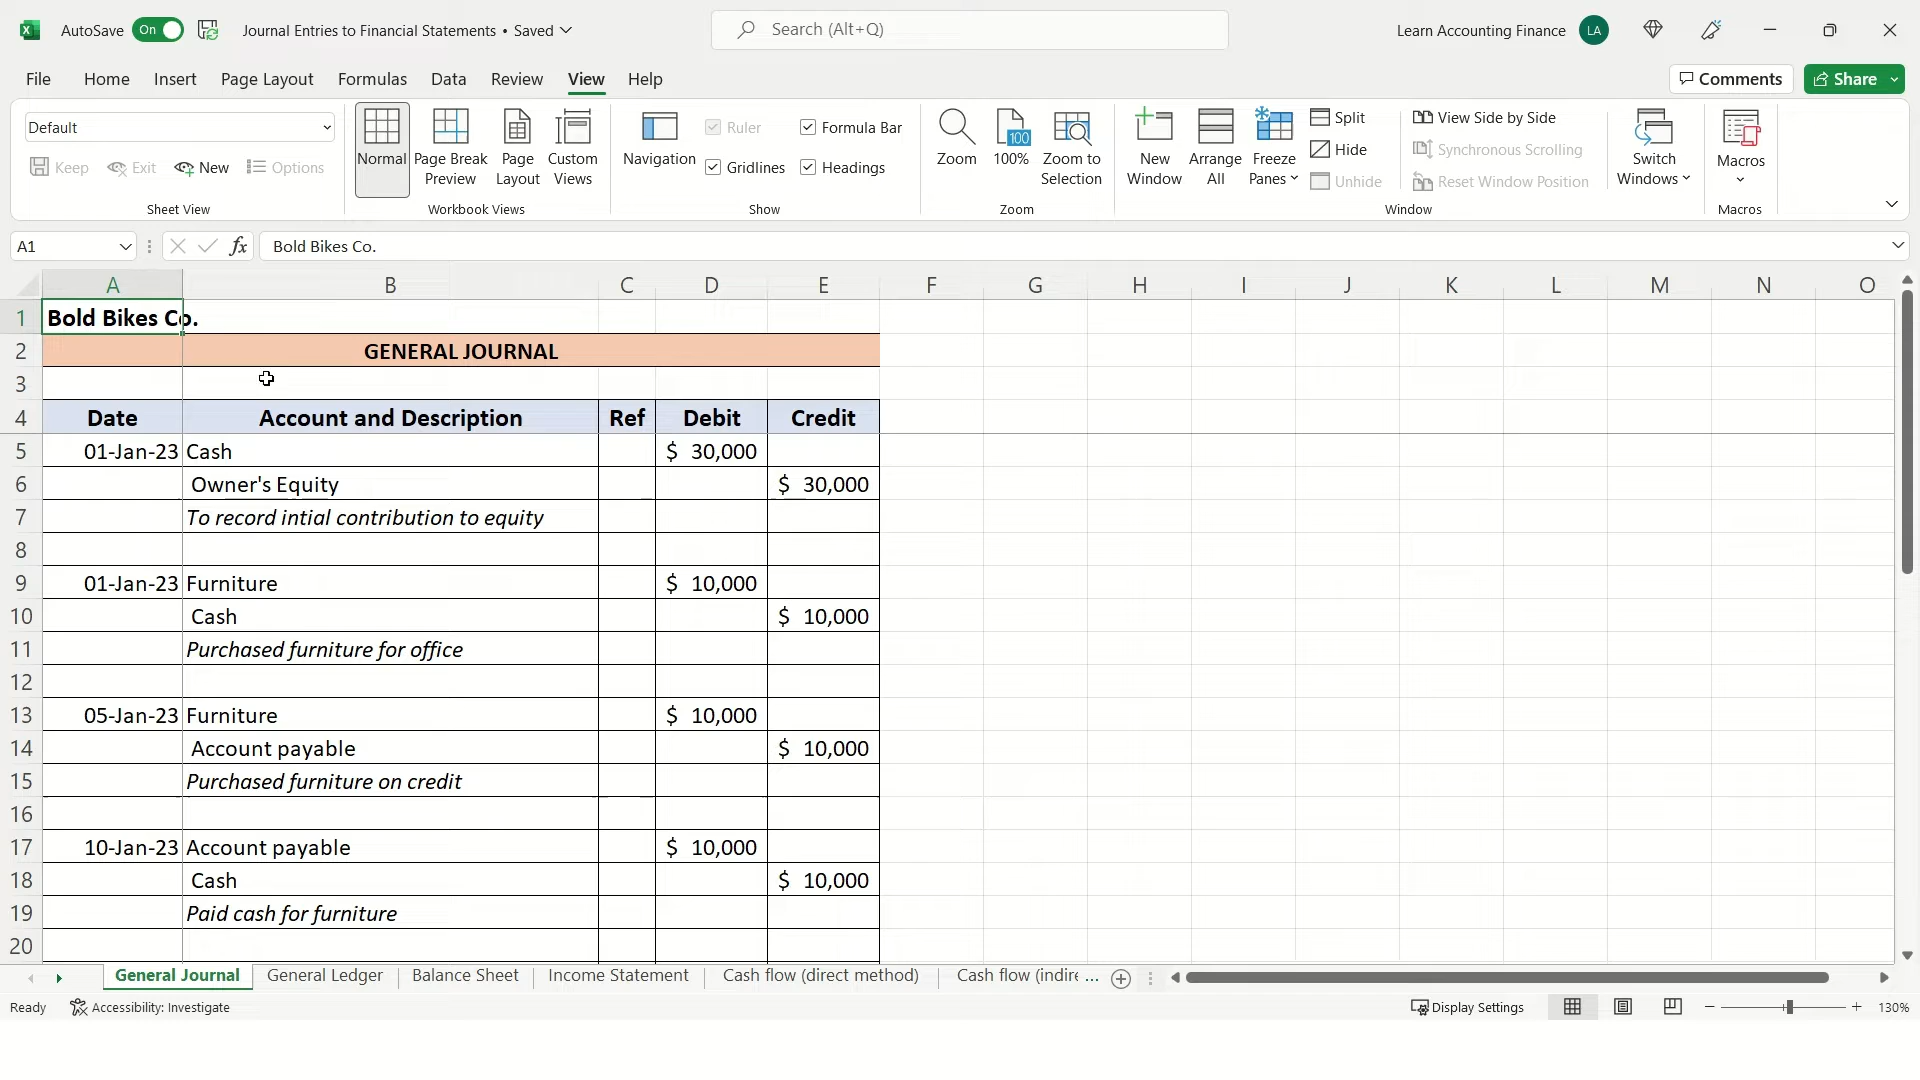 AutoSave On Journal Entries to Financial Statements • Saved Search (Alt+Q) Learn Accounting Finance LA
File Home Insert Page Layout Formulas Data Review View Help Comments Share
Default
Keep Exit New Options
Sheet View
Normal Page Break Preview Page Layout Custom Views
Workbook Views
Navigation Ruler Formula Bar
Gridlines Headings
Show
Zoom 100 100% Zoom to Selection
Zoom
New Window Arrange All Freeze Panes
Split
Hide
Unhide
View Side by Side
Synchronous Scrolling
Reset Window Position
Switch Windows
Window
Macros
Macros
A1 fx Bold Bikes Co.
A B C D E F G H I J K L M N O
1 Bold Bikes Co.
2 GENERAL JOURNAL
3
4 Date Account and Description Ref Debit Credit
5 01-Jan-23 Cash $ 30,000
6 Owner's Equity $ 30,000
7 To record intial contribution to equity
8
9 01-Jan-23 Furniture $ 10,000
10 Cash $ 10,000
11 Purchased furniture for office
12
13 05-Jan-23 Furniture $ 10,000
14 Account payable $ 10,000
15 Purchased furniture on credit
16
17 10-Jan-23 Account payable $ 10,000
18 Cash $ 10,000
19 Paid cash for furniture
20
General Journal General Ledger Balance Sheet Income Statement Cash flow (direct method) Cash flow (indire ...
Ready Accessibility: Investigate Display Settings 130%